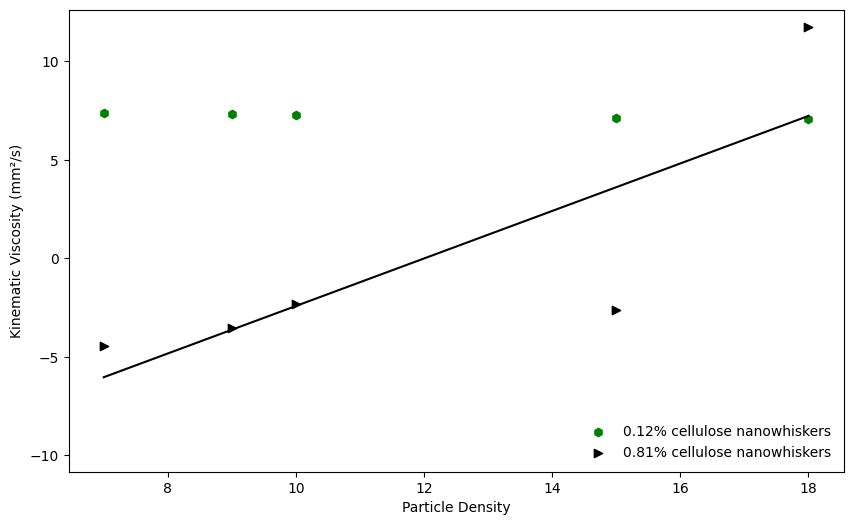 10
5
0
−5
−10
Kinematic Viscosity (mm²/s)
0.12% cellulose nanowhiskers
0.81% cellulose nanowhiskers
8 10 12 14 16 18
Particle Density